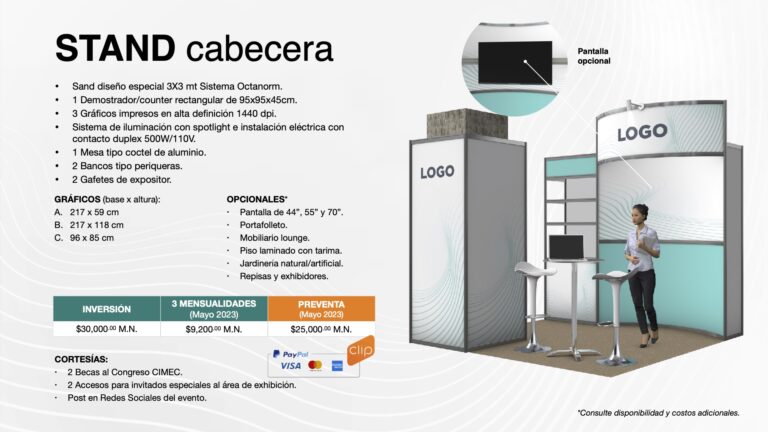 STAND cabecera
• Sand diseño especial 3X3 mt Sistema Octanorm.
• 1 Demostrador/counter rectangular de 95x95x45cm.
• 3 Gráficos impresos en alta definición 1440 dpi.
• Sistema de iluminación con spotlight e instalación eléctrica con
contacto duplex 500W/110V.
• 1 Mesa tipo coctel de aluminio.
• 2 Bancos tipo periqueras.
• 2 Gafetes de expositor.
GRÁFICOS (base x altura):
A. 217 x 59 cm
B. 217 x 118 cm
C. 96 x 85 cm
OPCIONALES*
· Pantalla de 44”, 55” y 70”.
· Portafolleto.
· Mobiliario lounge.
· Piso laminado con tarima.
· Jardineria natural/artificial.
· Repisas y exhibidores.
INVERSIÓN
3 MENSUALIDADES
(Mayo 2023)
PREVENTA
(Mayo 2023)
$30,000.00 M.N.
$9,200.00 M.N.
$25,000.00 M.N.
PayPal
VISA
clip
CORTESÍAS:
· 2 Becas al Congreso CIMEC.
· 2 Accesos para invitados especiales al área de exhibición.
· Post en Redes Sociales del evento.
Pantalla
opcional
LOGO
LOGO
*Consulte disponibilidad y costos adicionales.